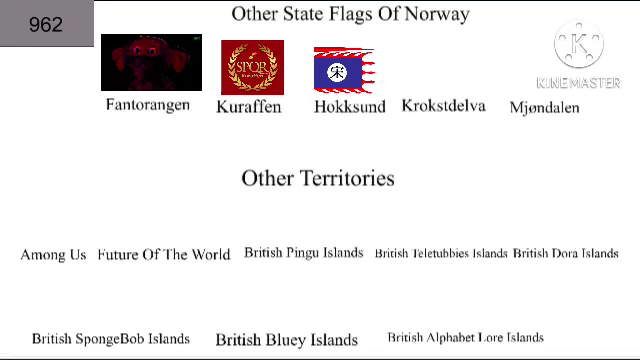 962
Other State Flags Of Norway
SPQR
宋
K
KINEMASTER
Fantorangen Kuraffen Hokksund Krokstdelva Mjøndalen
Other Territories
Among Us Future Of The World British Pingu Islands British Teletubbies Islands British Dora Islands
British SpongeBob Islands British Bluey Islands British Alphabet Lore Islands